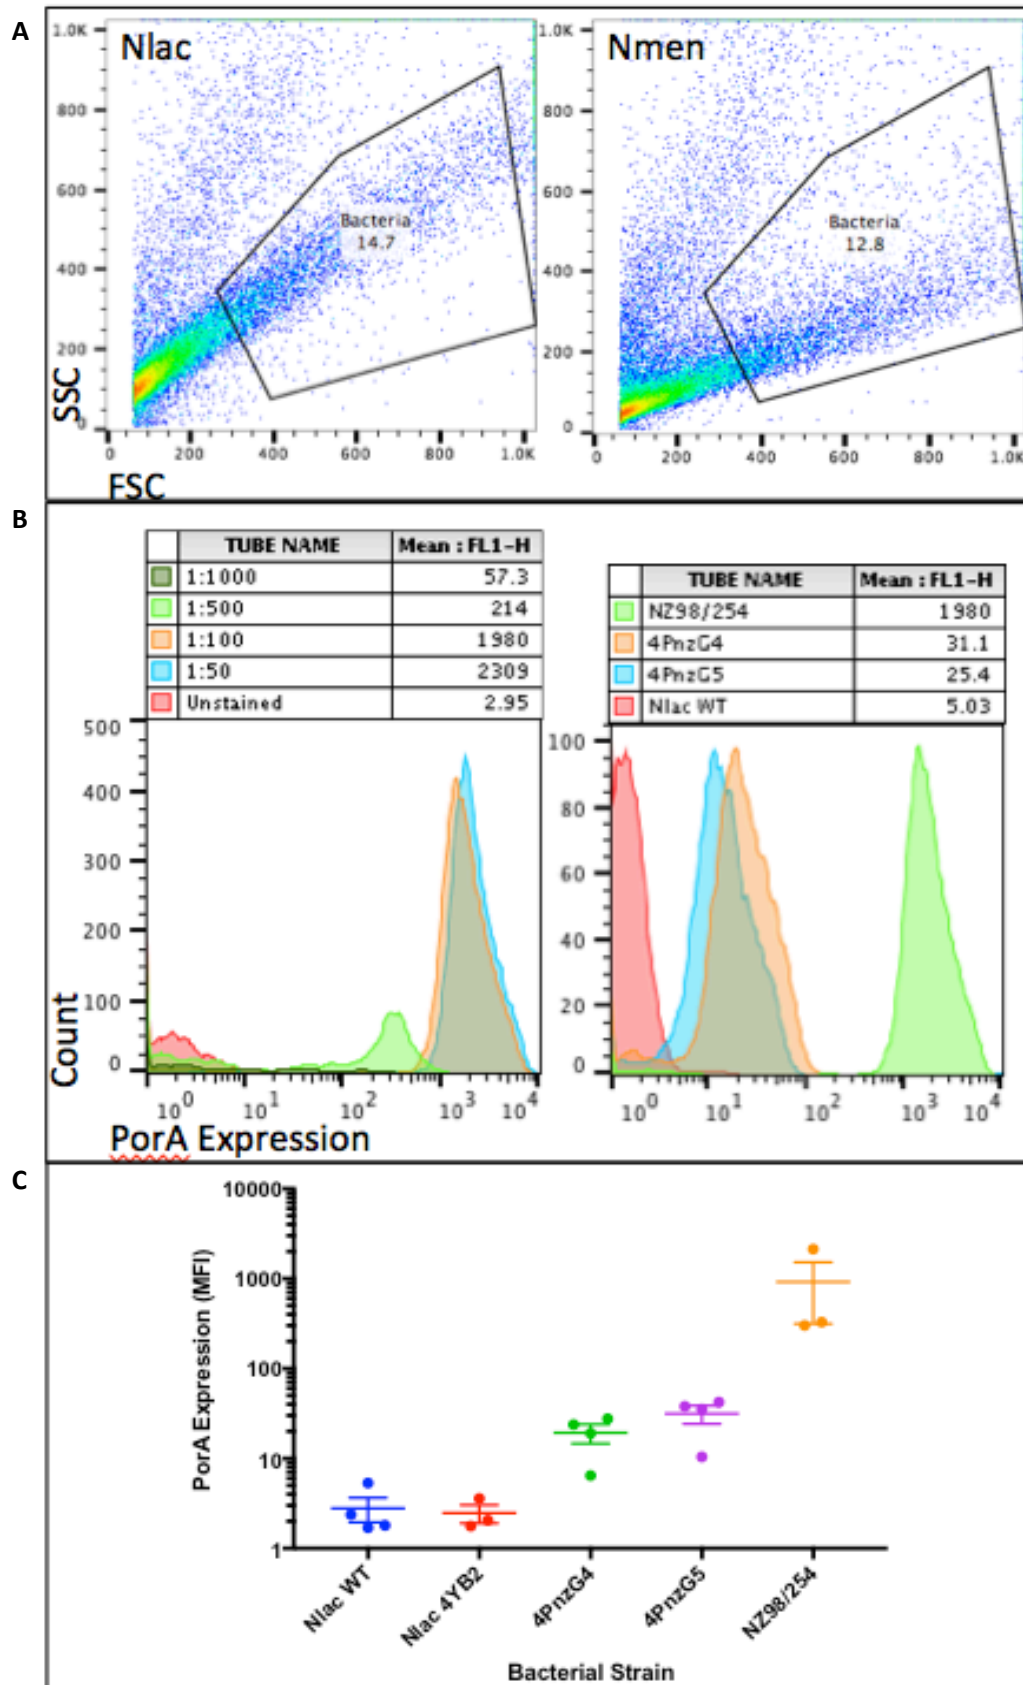 A
Nlac
Nmen
1.0K
800
600
400
200
0
SSC
Bacteria
14.7
0 200 400 600 800 1.0K
FSC
1.0K
800
600
400
200
0
Bacteria
12.8
0 200 400 600 800 1.0K
B
TUBE NAME Mean : FL1-H
1:1000 57.3
1:500 214
1:100 1980
1:50 2309
Unstained 2.95
TUBE NAME Mean : FL1-H
NZ98/254 1980
4PnzG4 31.1
4PnzG5 25.4
Nlac WT 5.03
500
400
300
200
100
0
Count
10^0 10^1 10^2 10^3 10^4
PorA Expression
100
80
60
40
20
0
10^0 10^1 10^2 10^3 10^4
C
10000
1000
100
10
1
PorA Expression (MFI)
Nlac WT
Nlac 4YB2
4PnzG4
4PnzG5
NZ98/254
Bacterial Strain